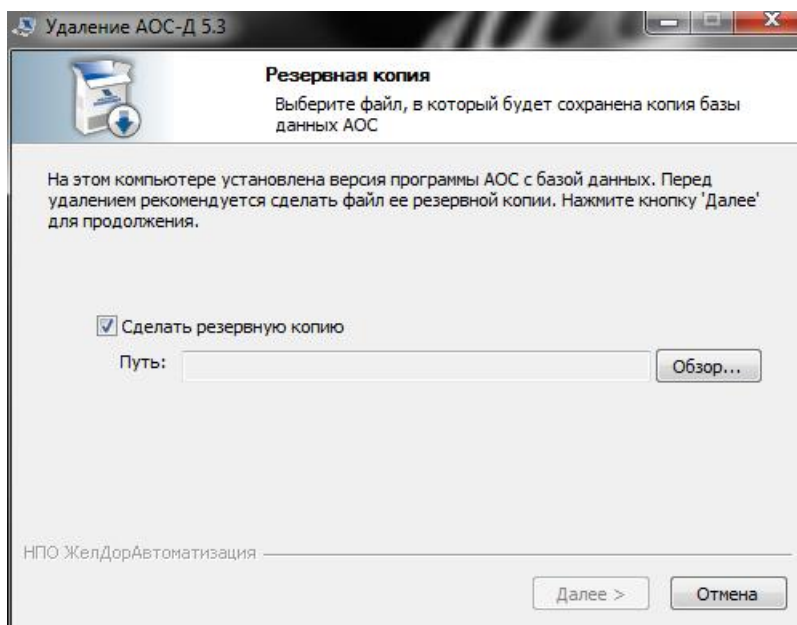 Удаление АОС-Д 5.3
Резервная копия
Выберите файл, в который будет сохранена копия базы
данных АОС
На этом компьютере установлена версия программы АОС с базой данных. Перед
удалением рекомендуется сделать файл ее резервной копии. Нажмите кнопку 'Далее'
для продолжения.
Сделать резервную копию
Путь:
Обзор...
НПО ЖелДорАвтоматизация
Далее >
Отмена